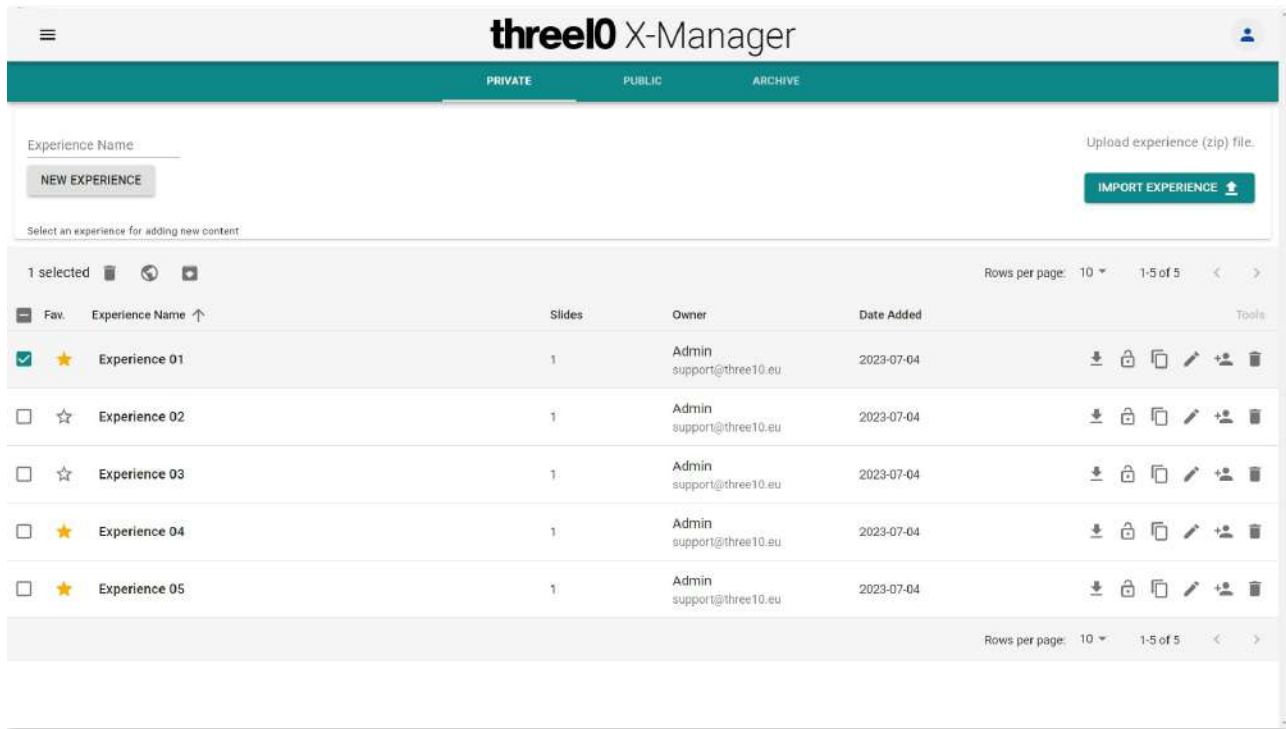 threel0 X-Manager
PRIVATE PUBLIC ARCHIVE
Experience Name
Upload experience (zip) file.
NEW EXPERIENCE
IMPORT EXPERIENCE
Select an experience for adding new content
1 selected Rows per page: 10 1-5 of 5
Fav. Experience Name Slides Owner Date Added Tools
Experience 01 1 Admin 2023-07-04
support@three10.eu
Experience 02 1 Admin 2023-07-04
support@three10.eu
Experience 03 1 Admin 2023-07-04
support@three10.eu
Experience 04 1 Admin 2023-07-04
support@three10.eu
Experience 05 1 Admin 2023-07-04
support@three10.eu
Rows per page: 10 1-5 of 5